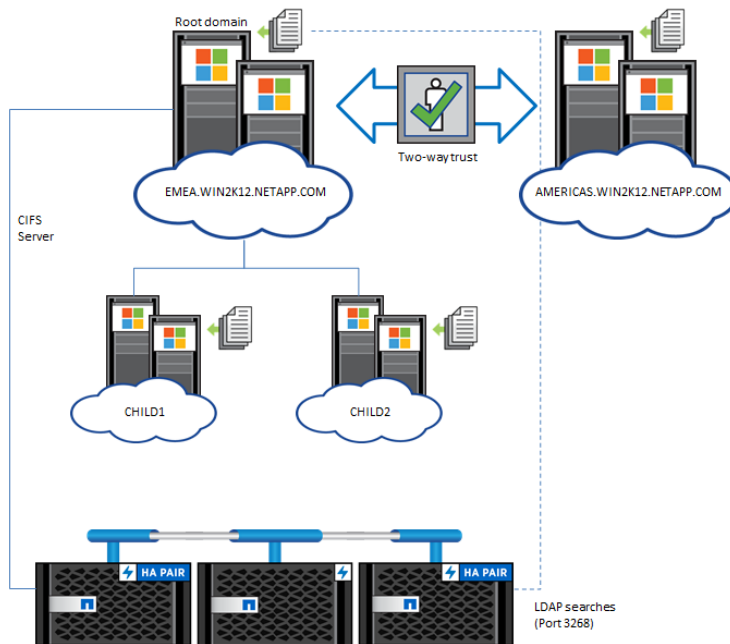 Root domain
Two-way trust
EMEA.WIN2K12.NETAPP.COM
AMERICAS.WIN2K12.NETAPP.COM
CIFS
Server
CHILD1
CHILD2
HA PAIR
HA PAIR
LDAP searches
(Port 3268)